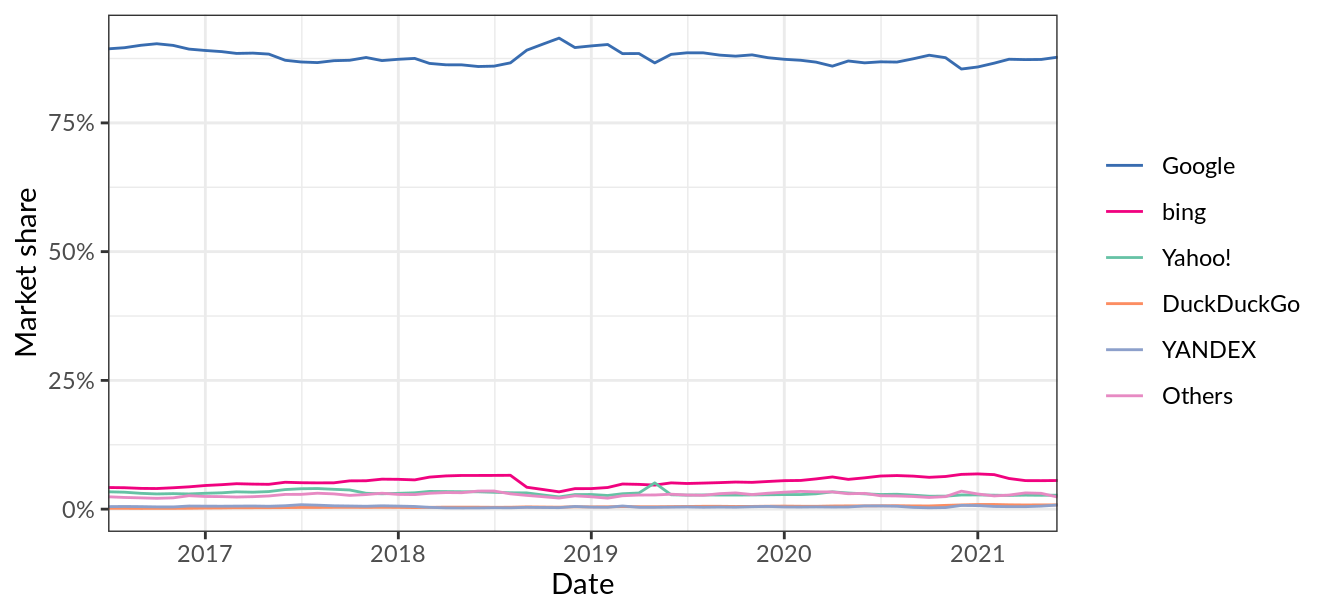 75%
50%
25%
0%
Market share
2017 2018 2019 2020 2021
Date
Google
bing
Yahoo!
DuckDuckGo
YANDEX
Others